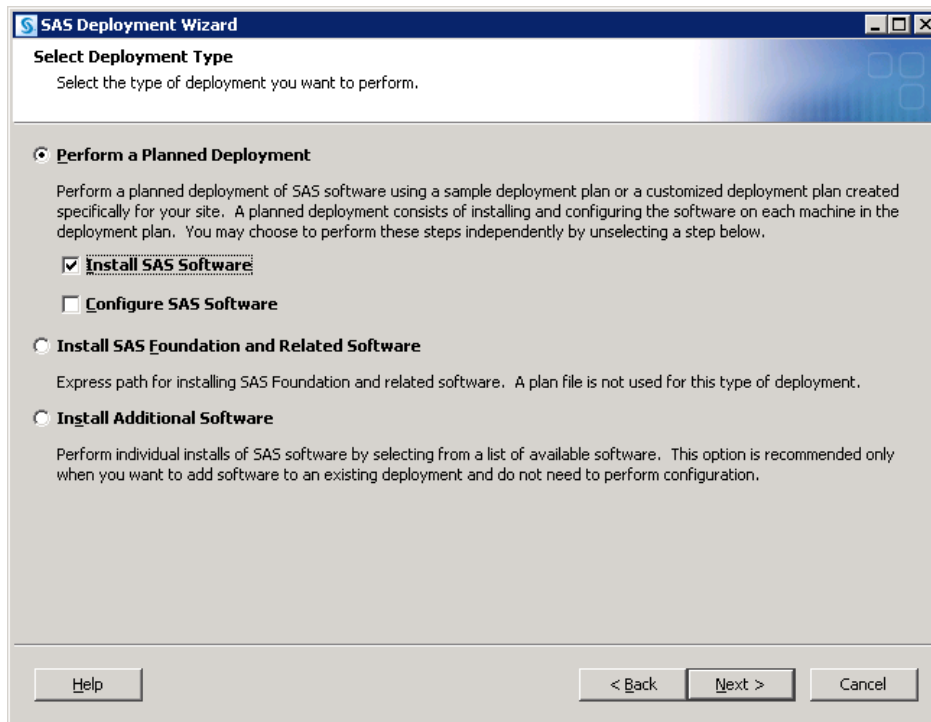 SAS Deployment Wizard
Select Deployment Type
Select the type of deployment you want to perform.
Perform a Planned Deployment
Perform a planned deployment of SAS software using a sample deployment plan or a customized deployment plan created
specifically for your site. A planned deployment consists of installing and configuring the software on each machine in the
deployment plan. You may choose to perform these steps independently by unselecting a step below.
Install SAS Software
Configure SAS Software
Install SAS Foundation and Related Software
Express path for installing SAS Foundation and related software. A plan file is not used for this type of deployment.
Install Additional Software
Perform individual installs of SAS software by selecting from a list of available software. This option is recommended only
when you want to add software to an existing deployment and do not need to perform configuration.
Help
< Back
Next >
Cancel